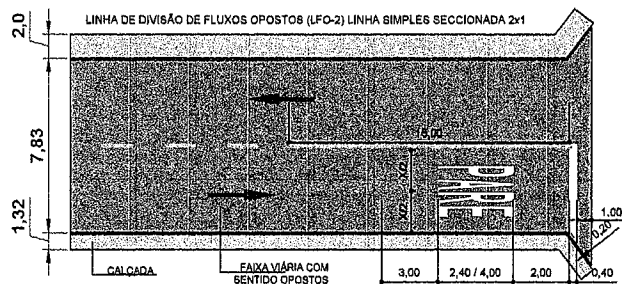 LINHA DE DIVISÃO DE FLUXOS OPOSTOS (LFO-2) LINHA SIMPLES SECCIONADA 2x1
2,0
7,83
1,32
15,00
X/2
X/2
PARE
1.00
0,20
CALÇADA
FAIXA VIÁRIA COM
SENTIDO OPOSTOS
3,00
2,40 / 4,00
2,00
0,40